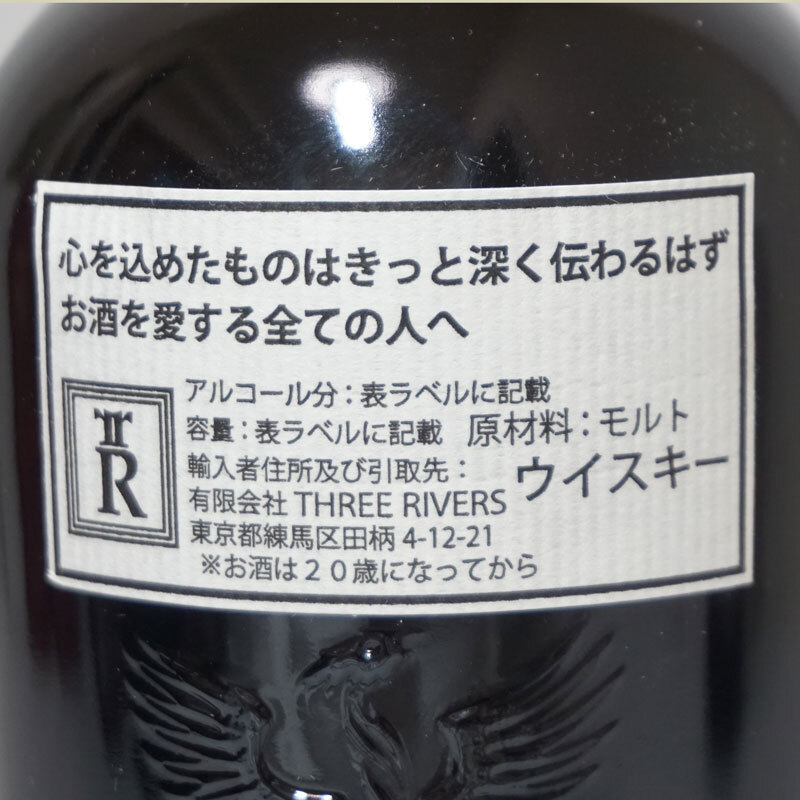 心を込めたものはきっと深く伝わるはず
お酒を愛する全ての人へ
TR
アルコール分：表ラベルに記載
容量：表ラベルに記載 原材料：モルト
輸入者住所及び引取先： ウイスキー
有限会社 THREE RIVERS
東京都練馬区田柄 4-12-21
※お酒は２０歳になってから